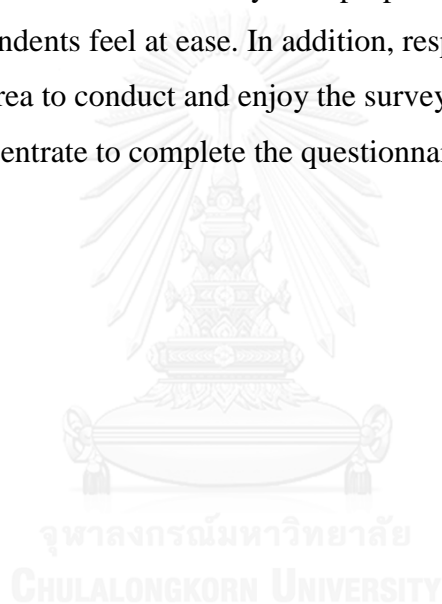 ndents feel at ease. In addition, resp
rea to conduct and enjoy the survey
entrate to complete the questionnai
จุฬาลงกรณ์มหาวิทยาลัย
CHULALONGKORN UNIVERSITY